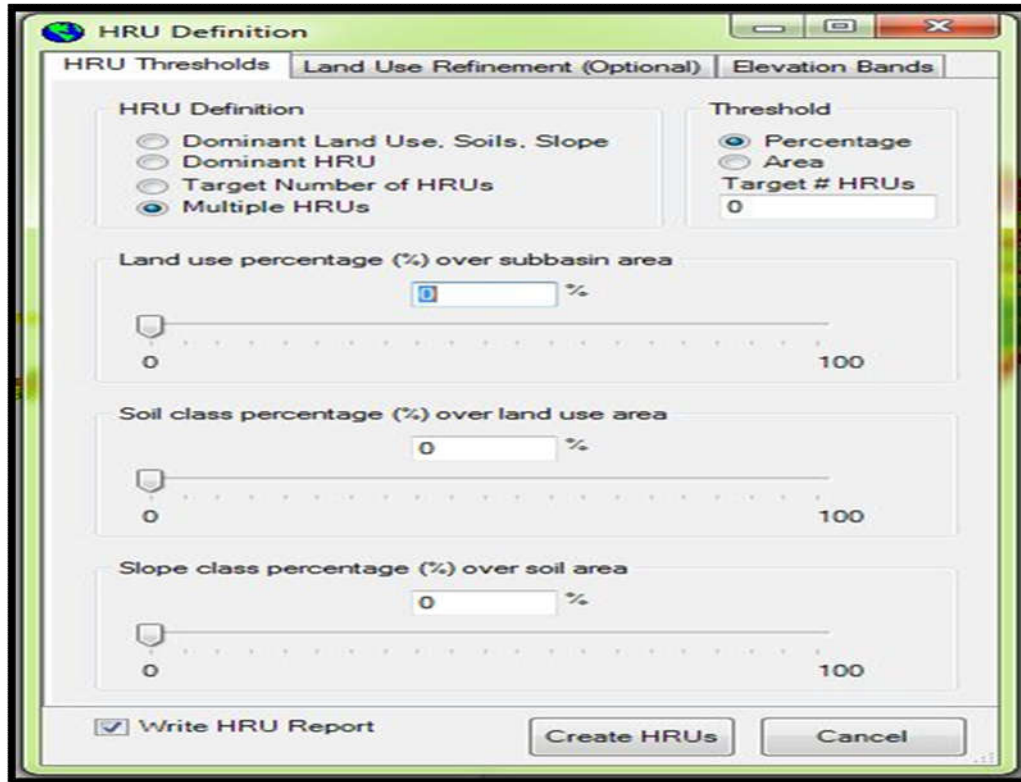 HRU Definition
HRU Thresholds Land Use Refinement (Optional) Elevation Bands
HRU Definition
Dominant Land Use, Soils, Slope
Dominant HRU
Target Number of HRUs
Multiple HRUs
Threshold
Percentage
Area
Target # HRUs
0
Land use percentage (%) over subbasin area
0 %
0 100
Soil class percentage (%) over land use area
0 %
0 100
Slope class percentage (%) over soil area
0 %
0 100
Write HRU Report Create HRUs Cancel